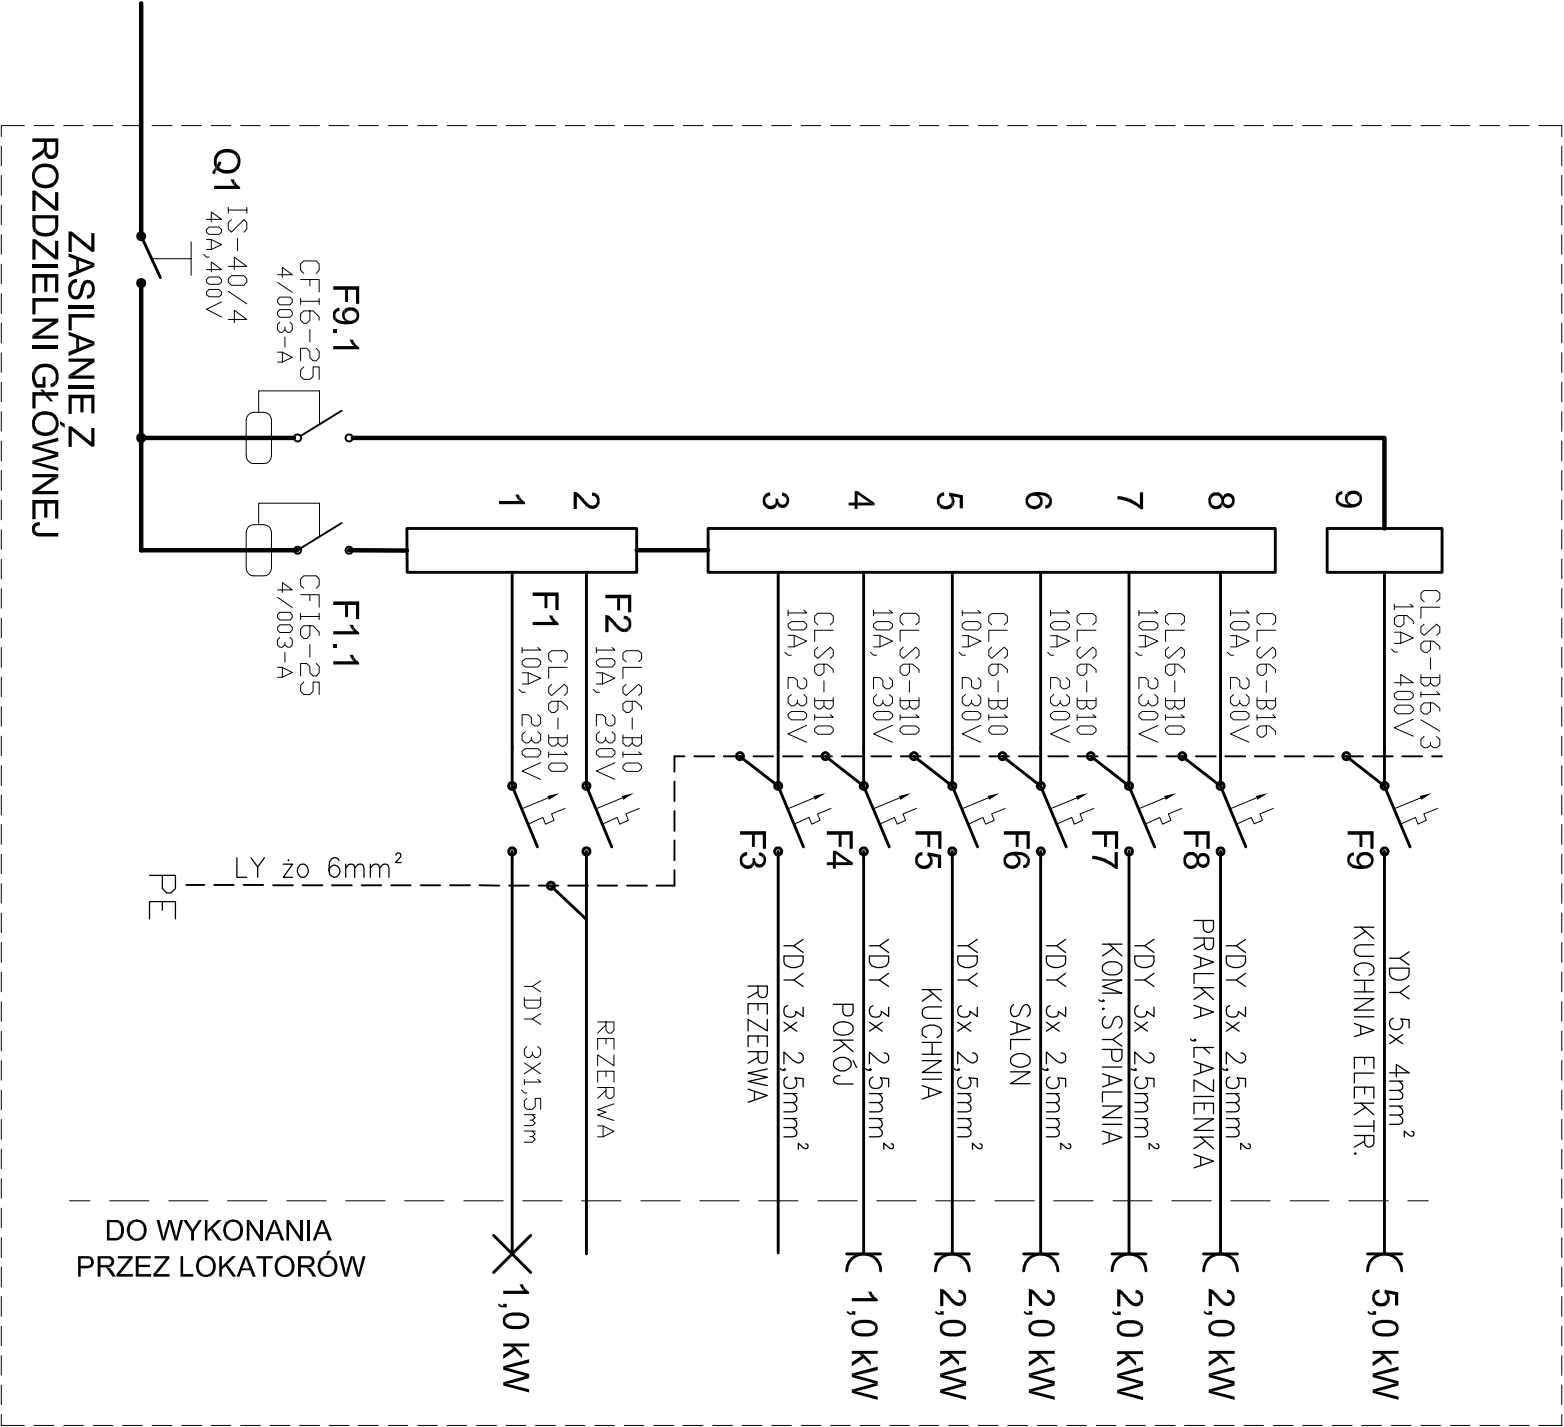 ZASILANIE Z
ROZDZIELNI GŁÓWNEJ
Q1
IS-40/4
40A,400V
F9.1
CFI6-25
4/003-A
F1.1
CFI6-25
4/003-A
1
2
3
4
5
6
7
8
9
F1
CLS6-B10
10A, 230V
F2
CLS6-B10
10A, 230V
CLS6-B10
10A, 230V
CLS6-B10
10A, 230V
CLS6-B10
10A, 230V
CLS6-B10
10A, 230V
CLS6-B10
10A, 230V
CLS6-B16
10A, 230V
CLS6-B16/3
16A, 400V
F3
F4
F5
F6
F7
F8
F9
PE
LY żo 6mm²
YDY 3X1,5mm
REZERWA
YDY 3x 2,5mm²
REZERWA
YDY 3x 2,5mm²
POKÓJ
YDY 3x 2,5mm²
KUCHNIA
YDY 3x 2,5mm²
SALON
YDY 3x 2,5mm²
KOM,.SYPIALNIA
YDY 3x 2,5mm²
PRALKA ,ŁAZIENKA
YDY 5x 4mm²
KUCHNIA ELEKTR.
DO WYKONANIA
PRZEZ LOKATORÓW
1,0 kW
1,0 kW
2,0 kW
2,0 kW
2,0 kW
2,0 kW
5,0 kW